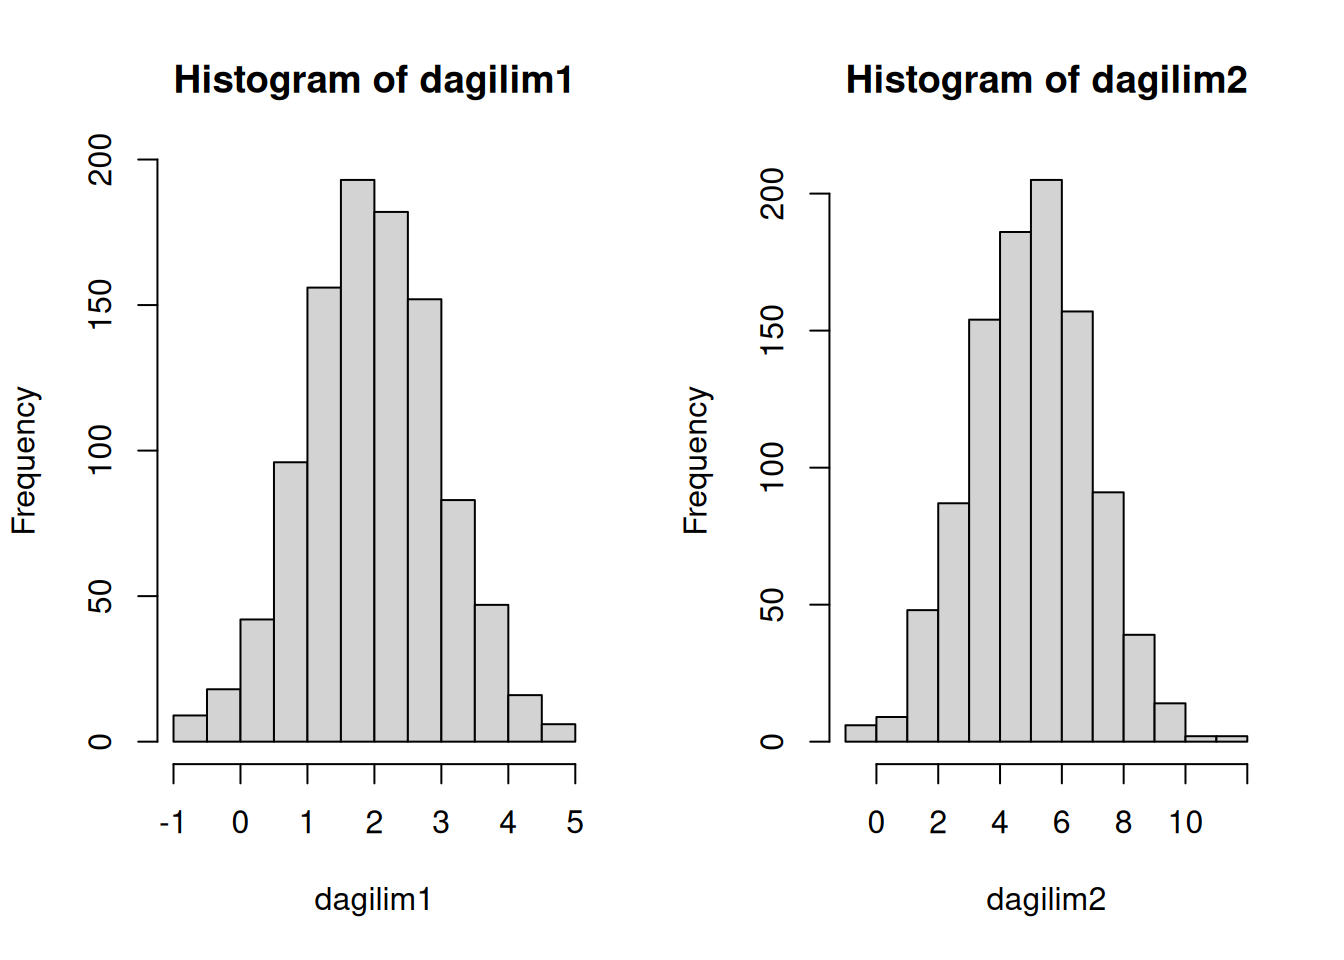 Histogram of dagilim1
Frequency
200
150
100
50
0
-1 0 1 2 3 4 5
dagilim1
Histogram of dagilim2
Frequency
200
150
100
50
0
0 2 4 6 8 10
dagilim2